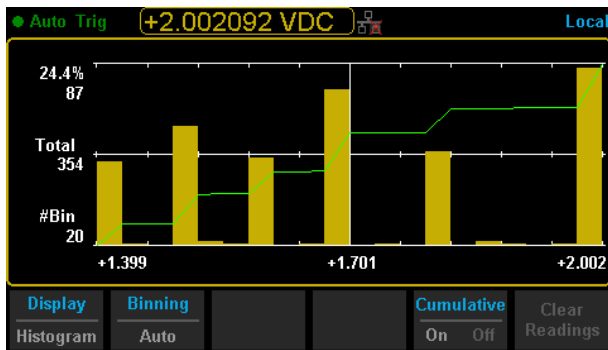 Auto Trig +2.002092 VDC Local
24.4%
87
Total
354
#Bin
20
+1.399 +1.701 +2.002
Display Binning Cumulative Clear
Histogram Auto On Off Readings